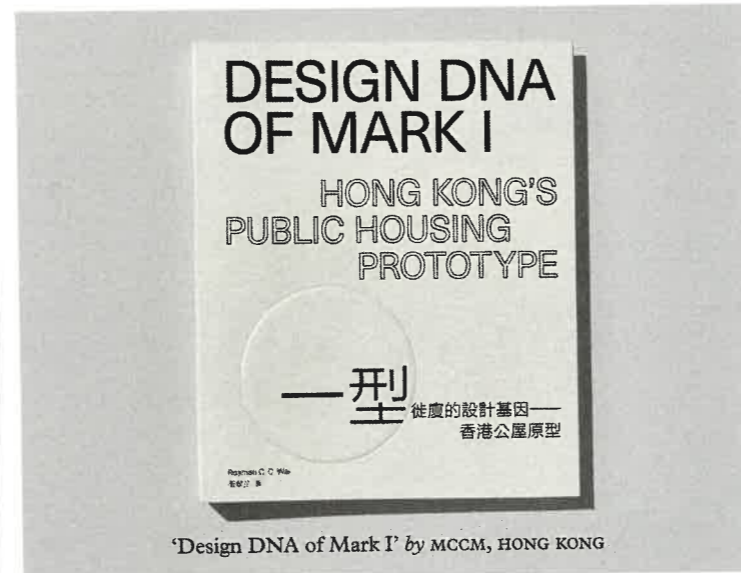 DESIGN DNA
OF MARK I
HONG KONG'S
PUBLIC HOUSING
PROTOTYPE
一型
徙廈的設計基因——
香港公屋原型
'Design DNA of Mark I' by MCCM, HONG KONG